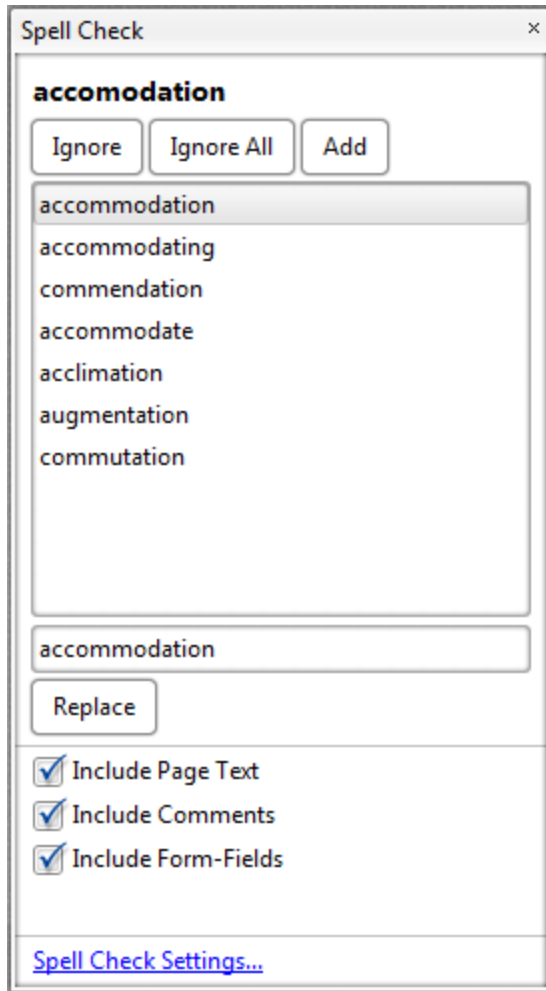 Spell Check ×
accomodation
Ignore Ignore All Add
accommodation
accommodating
commendation
accommodate
acclimation
augmentation
commutation
accommodation
Replace
Include Page Text
Include Comments
Include Form-Fields
Spell Check Settings...